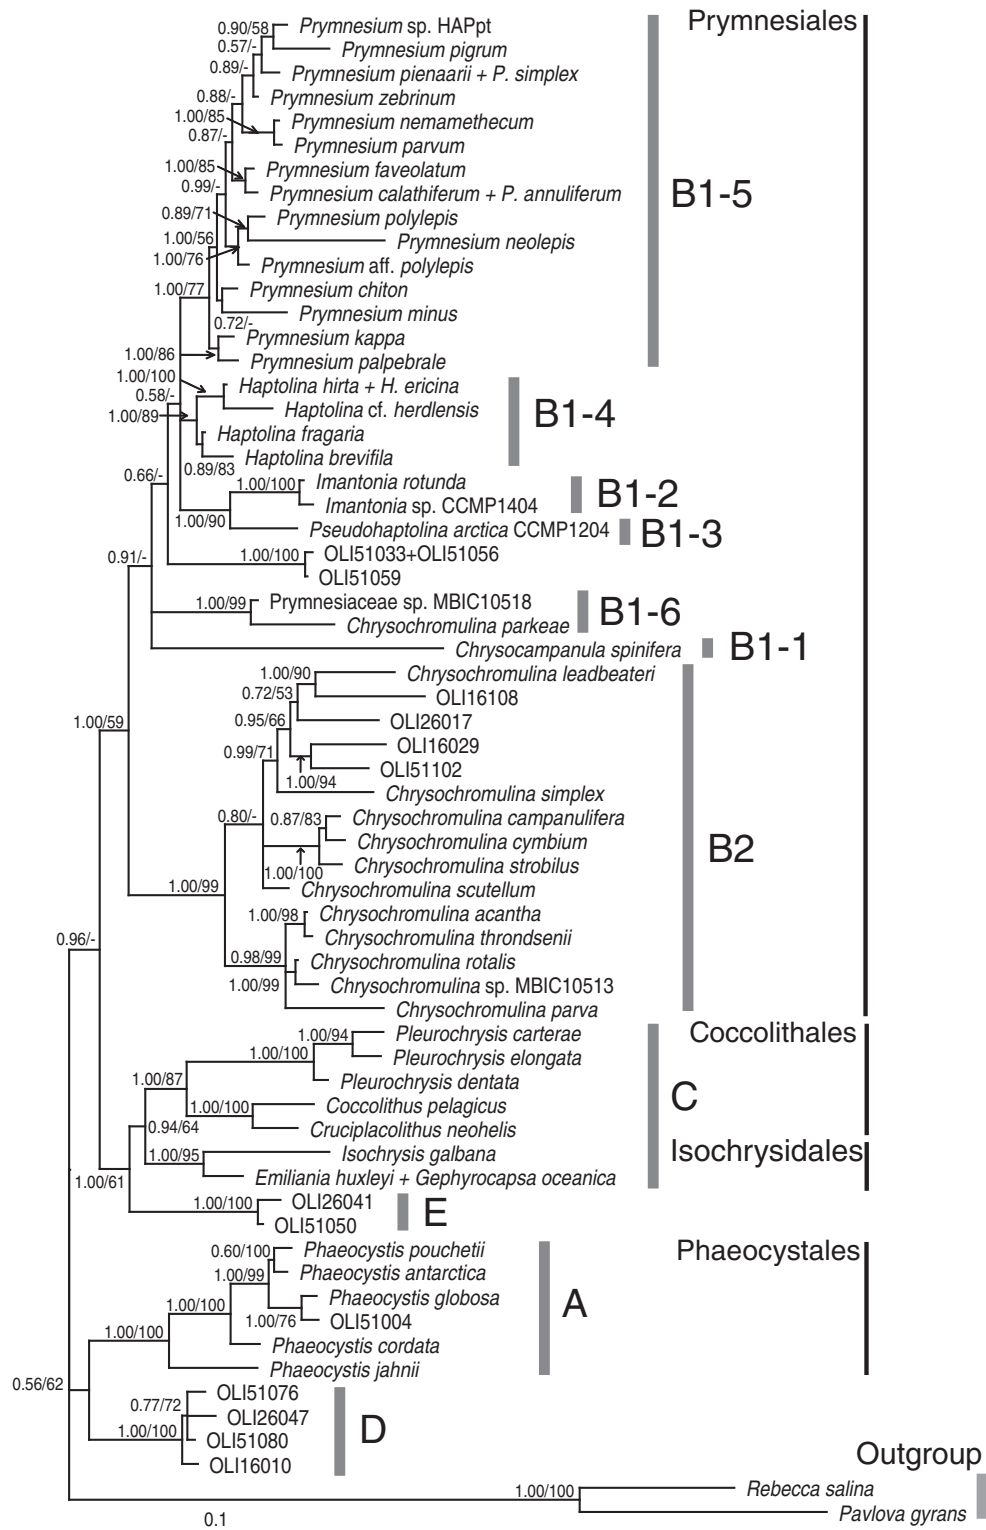 Prymnesiales
0.90/58
Prymnesium sp. HAPpt
0.57/-
Prymnesium pigrum
0.89/-
Prymnesium pienaarii + P. simplex
0.88/-
Prymnesium zebrinum
1.00/85
Prymnesium nemamethecum
0.87/-
Prymnesium parvum
1.00/85
Prymnesium faveolatum
0.99/-
Prymnesium calathiferum + P. annuliferum
B1-5
0.89/71
Prymnesium polylepis
1.00/56
Prymnesium neolepis
1.00/76
Prymnesium aff. polylepis
1.00/77
Prymnesium chiton
Prymnesium minus
0.72/-
Prymnesium kappa
1.00/86
Prymnesium palpebrale
1.00/100
Haptolina hirta + H. ericina
0.58/-
Haptolina cf. herdlensis
1.00/89
B1-4
Haptolina fragaria
Haptolina brevifila
0.89/83
0.66/-
1.00/100
Imantonia rotunda
B1-2
Imantonia sp. CCMP1404
1.00/90
Pseudohaptolina arctica CCMP1204
B1-3
0.91/-
1.00/100
OLI51033+OLI51056
OLI51059
1.00/99
Prymnesiaceae sp. MBIC10518
B1-6
Chrysochromulina parkeae
Chrysocampanula spinifera
B1-1
1.00/90
Chrysochromulina leadbeateri
0.72/53
OLI16108
1.00/59
0.95/66
OLI26017
0.99/71
OLI16029
OLI51102
1.00/94
Chrysochromulina simplex
0.80/-
0.87/83
Chrysochromulina campanulifera
Chrysochromulina cymbium
B2
Chrysochromulina strobilus
1.00/100
1.00/99
Chrysochromulina scutellum
1.00/98
Chrysochromulina acantha
0.96/-
Chrysochromulina throndsenii
0.98/99
Chrysochromulina rotalis
1.00/99
Chrysochromulina sp. MBIC10513
Chrysochromulina parva
Coccolithales
1.00/94
Pleurochrysis carterae
1.00/100
Pleurochrysis elongata
1.00/87
Pleurochrysis dentata
C
1.00/100
Coccolithus pelagicus
0.94/64
Cruciplacolithus neohelis
1.00/95
Isochrysis galbana
Isochrysidales
1.00/61
Emiliania huxleyi + Gephyrocapsa oceanica
1.00/100
OLI26041
E
OLI51050
Phaeocystales
0.60/100
Phaeocystis pouchetii
1.00/99
Phaeocystis antarctica
1.00/100
Phaeocystis globosa
A
1.00/76
OLI51004
1.00/100
Phaeocystis cordata
Phaeocystis jahnii
0.56/62
OLI51076
0.77/72
OLI26047
D
1.00/100
OLI51080
OLI16010
Outgroup
1.00/100
Rebecca salina
Pavlova gyrans
0.1